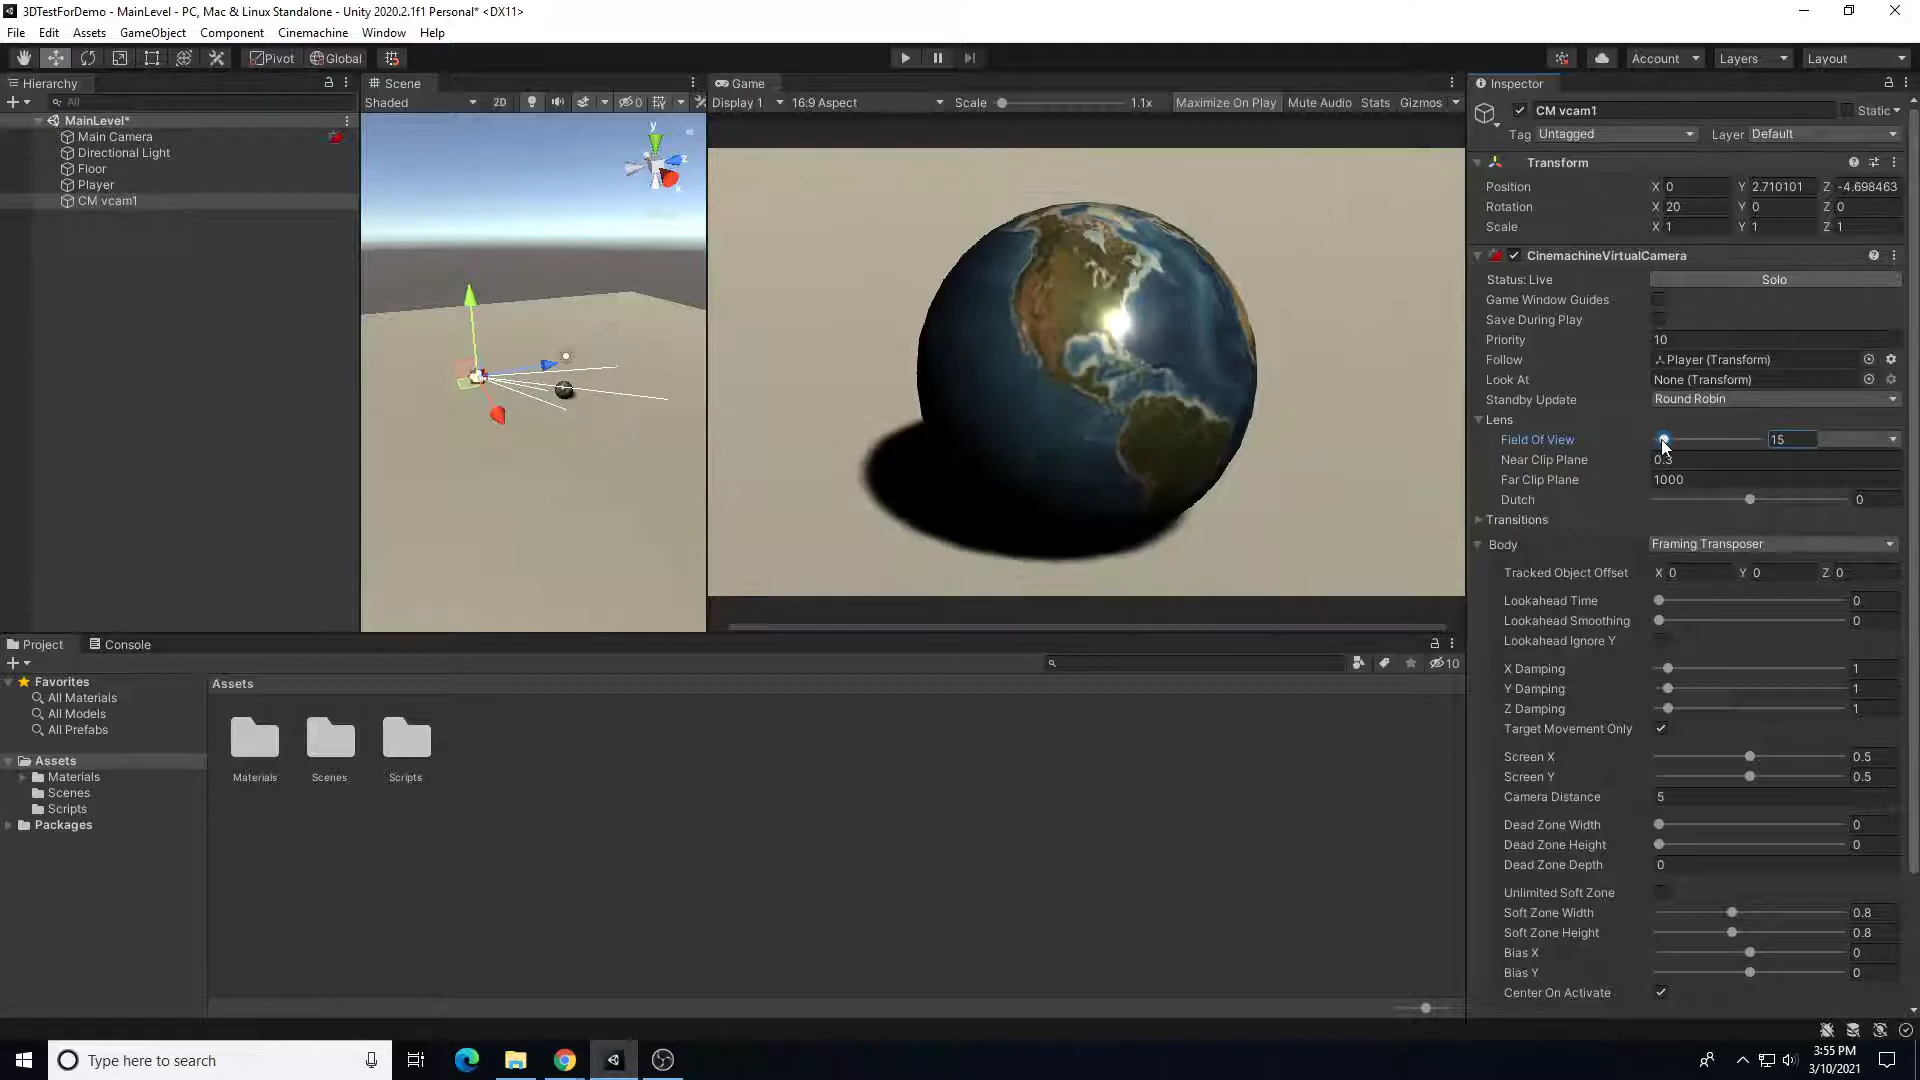 3DTestForDemo - MainLevel - PC, Mac & Linux Standalone - Unity 2020.2.1f1 Personal* <DX11>
File Edit Assets GameObject Component Cinemachine Window Help
Pivot Global Account Layers Layout
Hierarchy
All
MainLevel*
Main Camera
Directional Light
Floor
Player
CM vcam1
Scene
Shaded 2D 0
y
z
x
Game
Display 1 16:9 Aspect Scale 1.1x Maximize On Play Mute Audio Stats Gizmos
Inspector
CM vcam1 Static
Tag Untagged Layer Default
Transform
Position X 0 Y 2.710101 Z -4.698463
Rotation X 20 Y 0 Z 0
Scale X 1 Y 1 Z 1
CinemachineVirtualCamera
Status: Live Solo
Game Window Guides
Save During Play
Priority 10
Follow Player (Transform)
Look At None (Transform)
Standby Update Round Robin
Lens
Field Of View 15
Near Clip Plane 0.3
Far Clip Plane 1000
Dutch 0
Transitions
Body Framing Transposer
Tracked Object Offset X 0 Y 0 Z 0
Lookahead Time 0
Lookahead Smoothing 0
Lookahead Ignore Y
X Damping 1
Y Damping 1
Z Damping 1
Target Movement Only
Screen X 0.5
Screen Y 0.5
Camera Distance 5
Dead Zone Width 0
Dead Zone Height 0
Dead Zone Depth 0
Unlimited Soft Zone
Soft Zone Width 0.8
Soft Zone Height 0.8
Bias X 0
Bias Y 0
Center On Activate
Project Console
10
Favorites
All Materials
All Models
All Prefabs
Assets
Materials
Scenes
Scripts
Packages
Assets
Materials Scenes Scripts
Type here to search
3:55 PM
3/10/2021